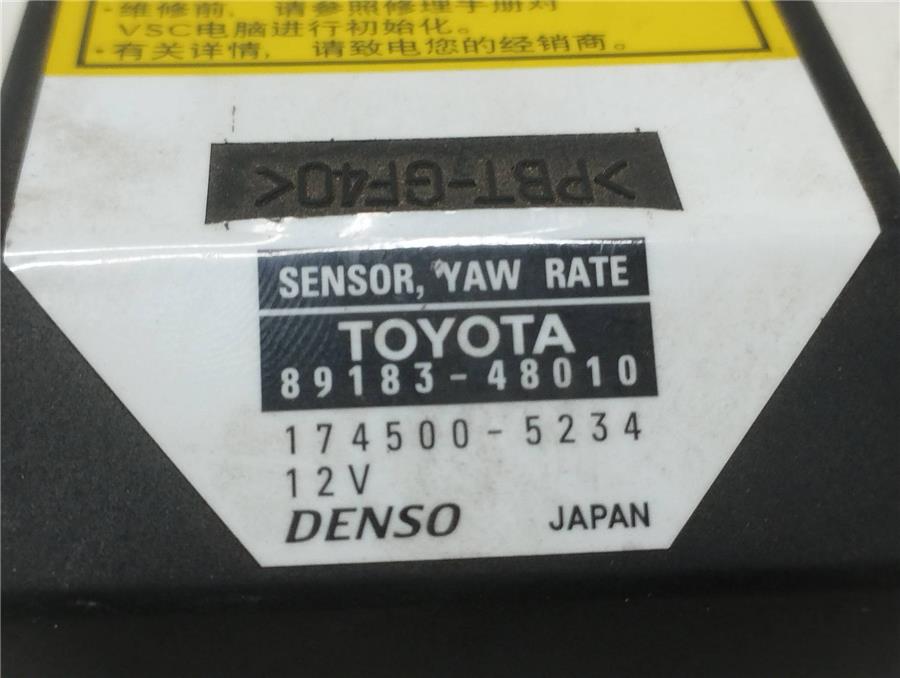 ·维修前，请参照修理手册对
VSC电脑进行初始化。
·有关详情，请致电您的经销商。
>PBT-GF40<
SENSOR, YAW RATE
TOYOTA
89183-48010
174500-5234
12V
DENSO JAPAN